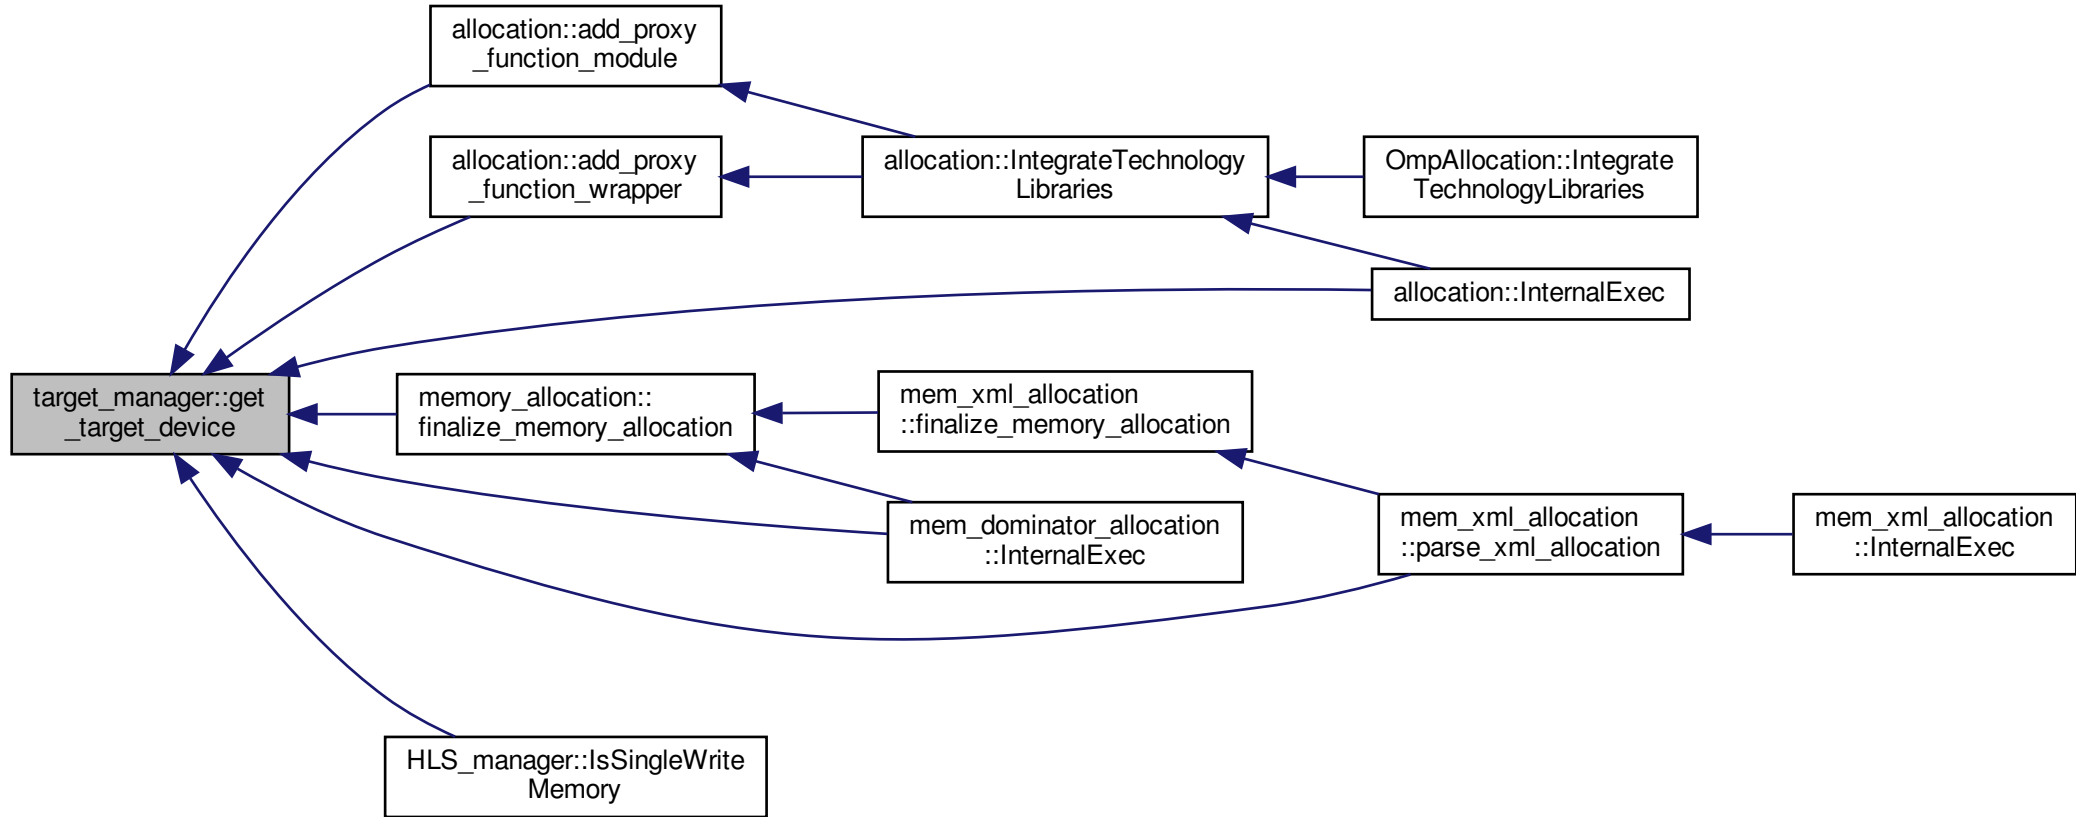 allocation::add_proxy
_function_module
allocation::add_proxy
_function_wrapper
allocation::IntegrateTechnology
Libraries
OmpAllocation::Integrate
TechnologyLibraries
allocation::InternalExec
target_manager::get
_target_device
memory_allocation::
finalize_memory_allocation
mem_xml_allocation
::finalize_memory_allocation
mem_dominator_allocation
::InternalExec
mem_xml_allocation
::parse_xml_allocation
mem_xml_allocation
::InternalExec
HLS_manager::IsSingleWrite
Memory